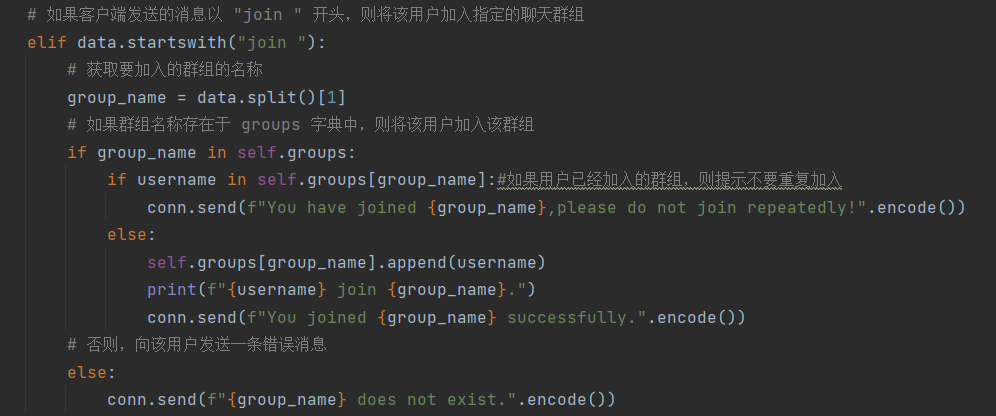 # 如果客户端发送的消息以 "join " 开头，则将该用户加入指定的聊天群组
elif data.startswith("join "):
# 获取要加入的群组的名称
group_name = data.split()[1]
# 如果群组名称存在于 groups 字典中，则将该用户加入该群组
if group_name in self.groups:
if username in self.groups[group_name]:#如果用户已经加入的群组，则提示不要重复加入
conn.send(f"You have joined {group_name},please do not join repeatedly!".encode())
else:
self.groups[group_name].append(username)
print(f"{username} join {group_name}.")
conn.send(f"You joined {group_name} successfully.".encode())
# 否则，向该用户发送一条错误消息
else:
conn.send(f"{group_name} does not exist.".encode())